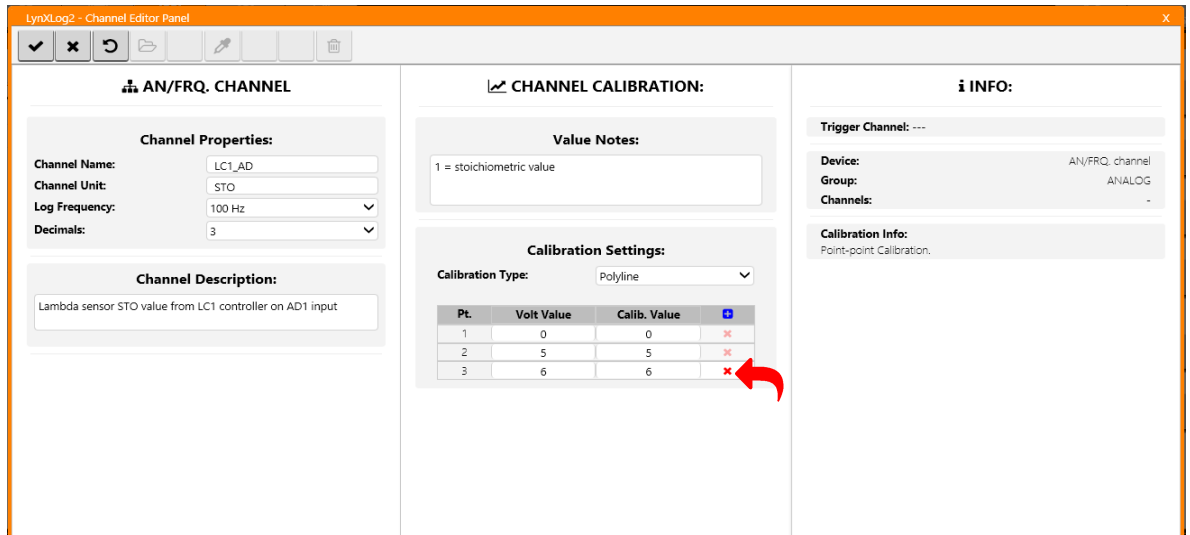 LynXLog2 - Channel Editor Panel X
AN/FRQ. CHANNEL
Channel Properties:
Channel Name: LC1_AD
Channel Unit: STO
Log Frequency: 100 Hz
Decimals: 3
Channel Description:
Lambda sensor STO value from LC1 controller on AD1 input
CHANNEL CALIBRATION:
Value Notes:
1 = stoichiometric value
Calibration Settings:
Calibration Type: Polyline
Pt. Volt Value Calib. Value
1 0 0
2 5 5
3 6 6
INFO:
Trigger Channel: ---
Device: AN/FRQ. channel
Group: ANALOG
Channels: -
Calibration Info:
Point-point Calibration.